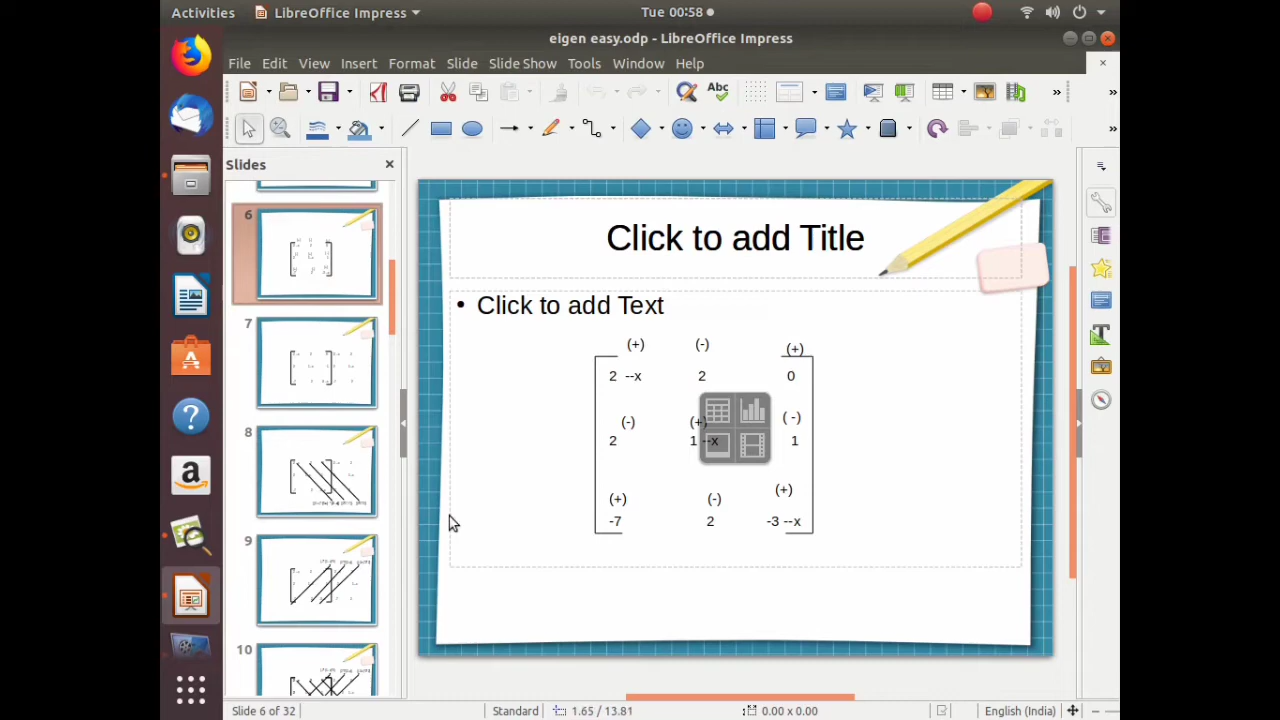 Activities LibreOffice Impress Tue 00:58
eigen easy.odp - LibreOffice Impress
File Edit View Insert Format Slide Slide Show Tools Window Help
Abc
Slides
6
7
8
9
10
Click to add Title
• Click to add Text
(+) (-) (+)
2 --x 2 0
(-) (+) ( -)
2 1 --x 1
(+) (-) (+)
-7 2 -3 --x
Slide 6 of 32 Standard 1.65 / 13.81 0.00 x 0.00 English (India)